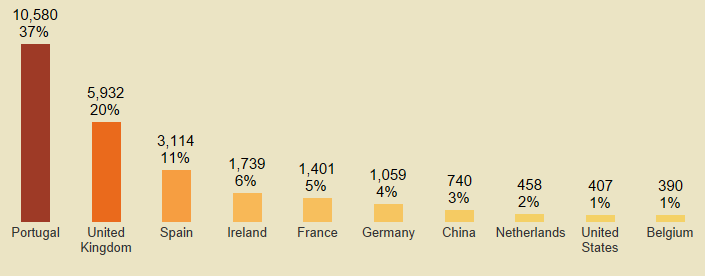 10,580
37%
5,932
20%
3,114
11%
1,739
6%
1,401
5%
1,059
4%
740
3%
458
2%
407
1%
390
1%
Portugal
United
Kingdom
Spain
Ireland
France
Germany
China
Netherlands
United
States
Belgium